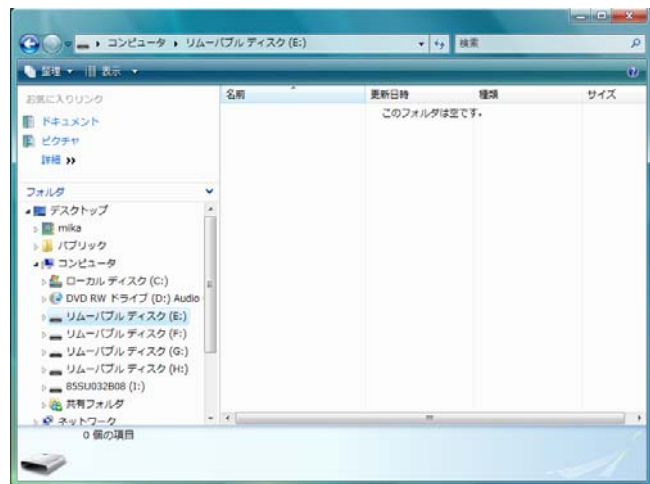 コンピュータ ▸ リムーバブル ディスク (E:)
検索
整理 表示
お気に入りリンク
ドキュメント
ピクチャ
詳細 »
フォルダ
デスクトップ
mika
パブリック
コンピュータ
ローカル ディスク (C:)
DVD RW ドライブ (D:) Audio
リムーバブル ディスク (E:)
リムーバブル ディスク (F:)
リムーバブル ディスク (G:)
リムーバブル ディスク (H:)
85SU032B08 (I:)
共有フォルダ
ネットワーク
名前 更新日時 種類 サイズ
このフォルダは空です。
0 個の項目